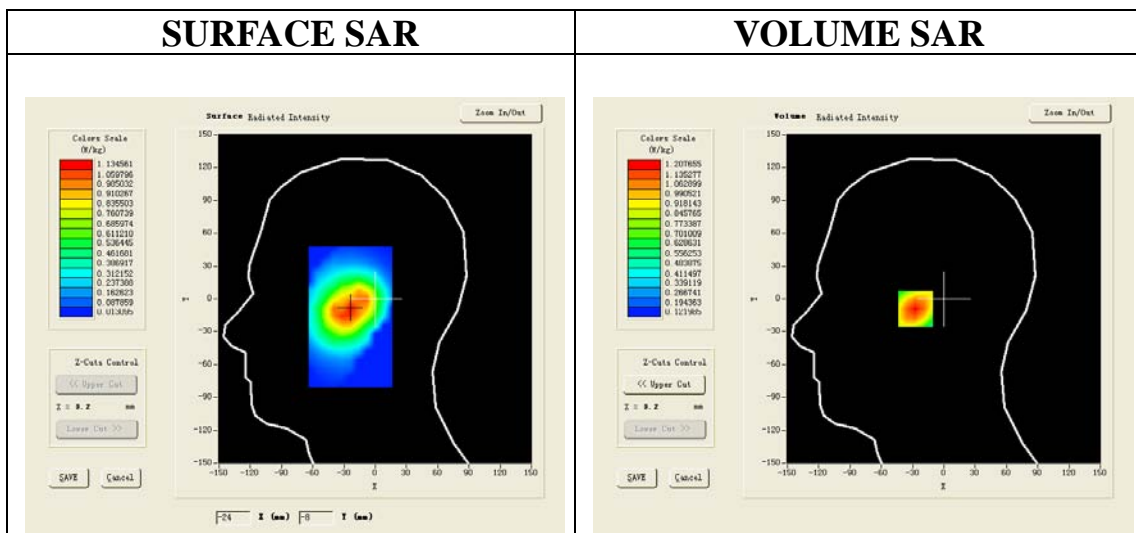 SURFACE SAR
VOLUME SAR
Surface Radiated Intensity
Zoom In/Out
Colors Scale
(W/kg)
1.134561
1.059796
0.985032
0.910267
0.835503
0.760739
0.685974
0.611210
0.536445
0.461681
0.386917
0.312152
0.237388
0.162623
0.087859
0.013095
150
120
90
60
30
0
-30
-60
-90
-120
-150
Y
-150 -120 -90 -60 -30 0 30 60 90 120 150
X
Z-Cuts Control
<< Upper Cut
Lower Cut >>
SAVE
Cancel
-24 X (mm) -8 Y (mm)
Volume Radiated Intensity
Zoom In/Out
Colors Scale
(W/kg)
1.207655
1.135277
1.062899
0.990521
0.918143
0.845765
0.773387
0.701009
0.628631
0.556253
0.483875
0.411497
0.339119
0.266741
0.194363
0.121985
150
120
90
60
30
0
-30
-60
-90
-120
-150
Y
-150 -120 -90 -60 -30 0 30 60 90 120 150
X
Z-Cuts Control
<< Upper Cut
Lower Cut >>
SAVE
Cancel